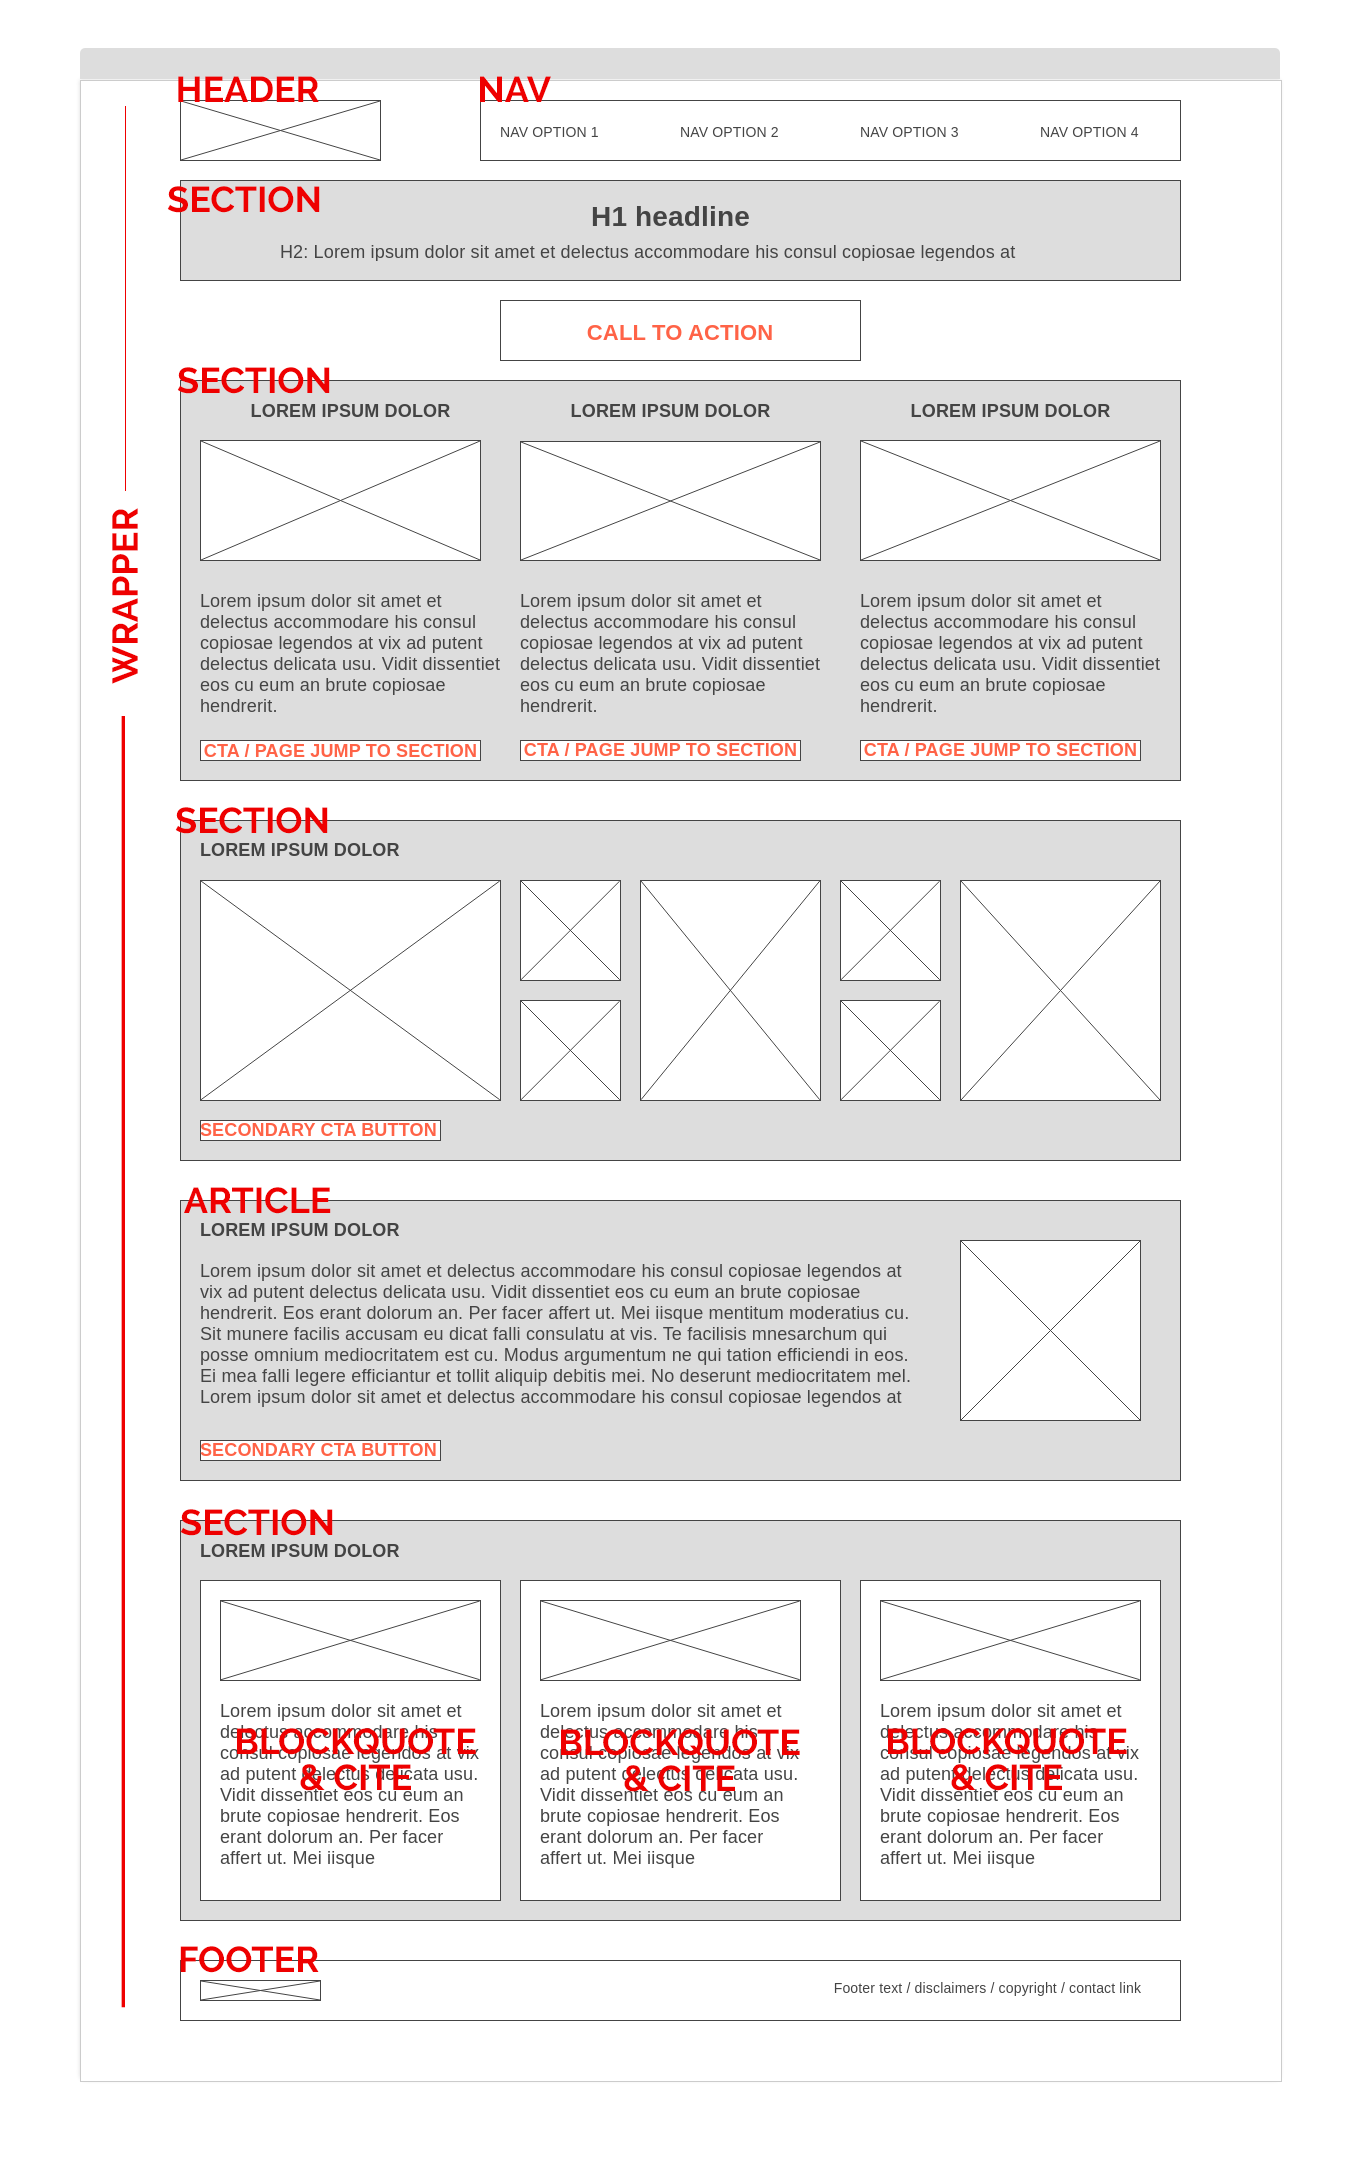 HEADER
NAV
NAV OPTION 1
NAV OPTION 2
NAV OPTION 3
NAV OPTION 4
SECTION
H1 headline
H2: Lorem ipsum dolor sit amet et delectus accommodare his consul copiosae legendos at
CALL TO ACTION
WRAPPER
SECTION
LOREM IPSUM DOLOR
Lorem ipsum dolor sit amet et
delectus accommodare his consul
copiosae legendos at vix ad putent
delectus delicata usu. Vidit dissentiet
eos cu eum an brute copiosae
hendrerit.
CTA / PAGE JUMP TO SECTION
LOREM IPSUM DOLOR
Lorem ipsum dolor sit amet et
delectus accommodare his consul
copiosae legendos at vix ad putent
delectus delicata usu. Vidit dissentiet
eos cu eum an brute copiosae
hendrerit.
CTA / PAGE JUMP TO SECTION
LOREM IPSUM DOLOR
Lorem ipsum dolor sit amet et
delectus accommodare his consul
copiosae legendos at vix ad putent
delectus delicata usu. Vidit dissentiet
eos cu eum an brute copiosae
hendrerit.
CTA / PAGE JUMP TO SECTION
SECTION
LOREM IPSUM DOLOR
SECONDARY CTA BUTTON
ARTICLE
LOREM IPSUM DOLOR
Lorem ipsum dolor sit amet et delectus accommodare his consul copiosae legendos at
vix ad putent delectus delicata usu. Vidit dissentiet eos cu eum an brute copiosae
hendrerit. Eos erant dolorum an. Per facer affert ut. Mei iisque mentitum moderatius cu.
Sit munere facilis accusam eu dicat falli consulatu at vis. Te facilisis mnesarchum qui
posse omnium mediocritatem est cu. Modus argumentum ne qui tation efficiendi in eos.
Ei mea falli legere efficiantur et tollit aliquip debitis mei. No deserunt mediocritatem mel.
Lorem ipsum dolor sit amet et delectus accommodare his consul copiosae legendos at
SECONDARY CTA BUTTON
SECTION
LOREM IPSUM DOLOR
Lorem ipsum dolor sit amet et
delectus accommodare his
consul copiosae legendos at vix
ad putent delectus delicata usu.
Vidit dissentiet eos cu eum an
brute copiosae hendrerit. Eos
erant dolorum an. Per facer
affert ut. Mei iisque
BLOCKQUOTE
& CITE
Lorem ipsum dolor sit amet et
delectus accommodare his
consul copiosae legendos at vix
ad putent delectus delicata usu.
Vidit dissentiet eos cu eum an
brute copiosae hendrerit. Eos
erant dolorum an. Per facer
affert ut. Mei iisque
BLOCKQUOTE
& CITE
Lorem ipsum dolor sit amet et
delectus accommodare his
consul copiosae legendos at vix
ad putent delectus delicata usu.
Vidit dissentiet eos cu eum an
brute copiosae hendrerit. Eos
erant dolorum an. Per facer
affert ut. Mei iisque
BLOCKQUOTE
& CITE
FOOTER
Footer text / disclaimers / copyright / contact link